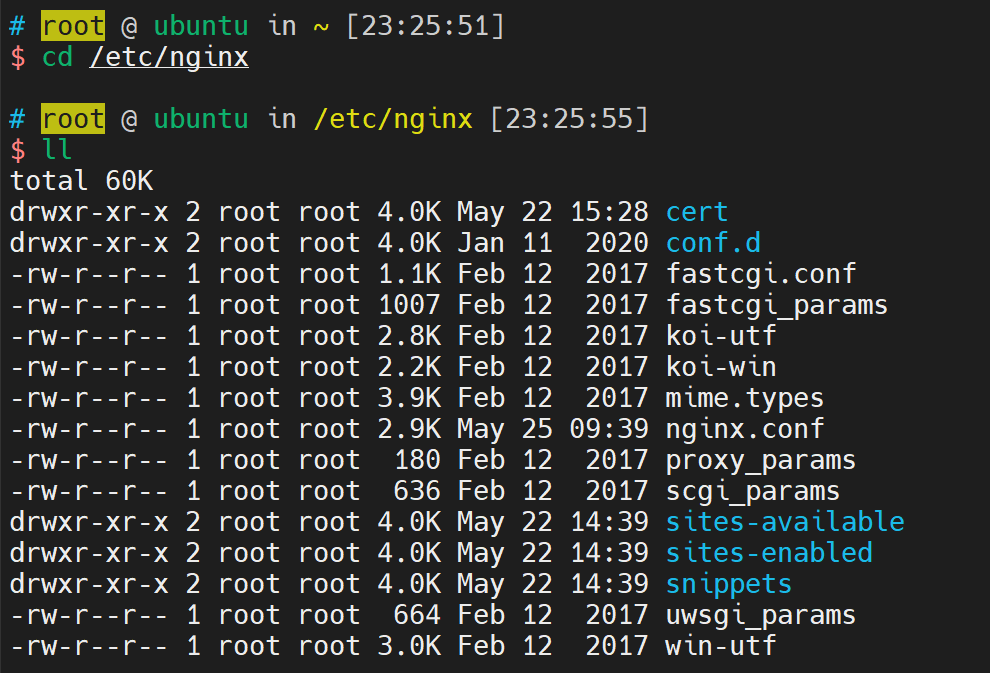 # root @ ubuntu in ~ [23:25:51]
$ cd /etc/nginx
# root @ ubuntu in /etc/nginx [23:25:55]
$ ll
total 60K
drwxr-xr-x 2 root root 4.0K May 22 15:28 cert
drwxr-xr-x 2 root root 4.0K Jan 11  2020 conf.d
-rw-r--r-- 1 root root 1.1K Feb 12  2017 fastcgi.conf
-rw-r--r-- 1 root root 1007 Feb 12  2017 fastcgi_params
-rw-r--r-- 1 root root 2.8K Feb 12  2017 koi-utf
-rw-r--r-- 1 root root 2.2K Feb 12  2017 koi-win
-rw-r--r-- 1 root root 3.9K Feb 12  2017 mime.types
-rw-r--r-- 1 root root 2.9K May 25 09:39 nginx.conf
-rw-r--r-- 1 root root  180 Feb 12  2017 proxy_params
-rw-r--r-- 1 root root  636 Feb 12  2017 scgi_params
drwxr-xr-x 2 root root 4.0K May 22 14:39 sites-available
drwxr-xr-x 2 root root 4.0K May 22 14:39 sites-enabled
drwxr-xr-x 2 root root 4.0K May 22 14:39 snippets
-rw-r--r-- 1 root root  664 Feb 12  2017 uwsgi_params
-rw-r--r-- 1 root root 3.0K Feb 12  2017 win-utf